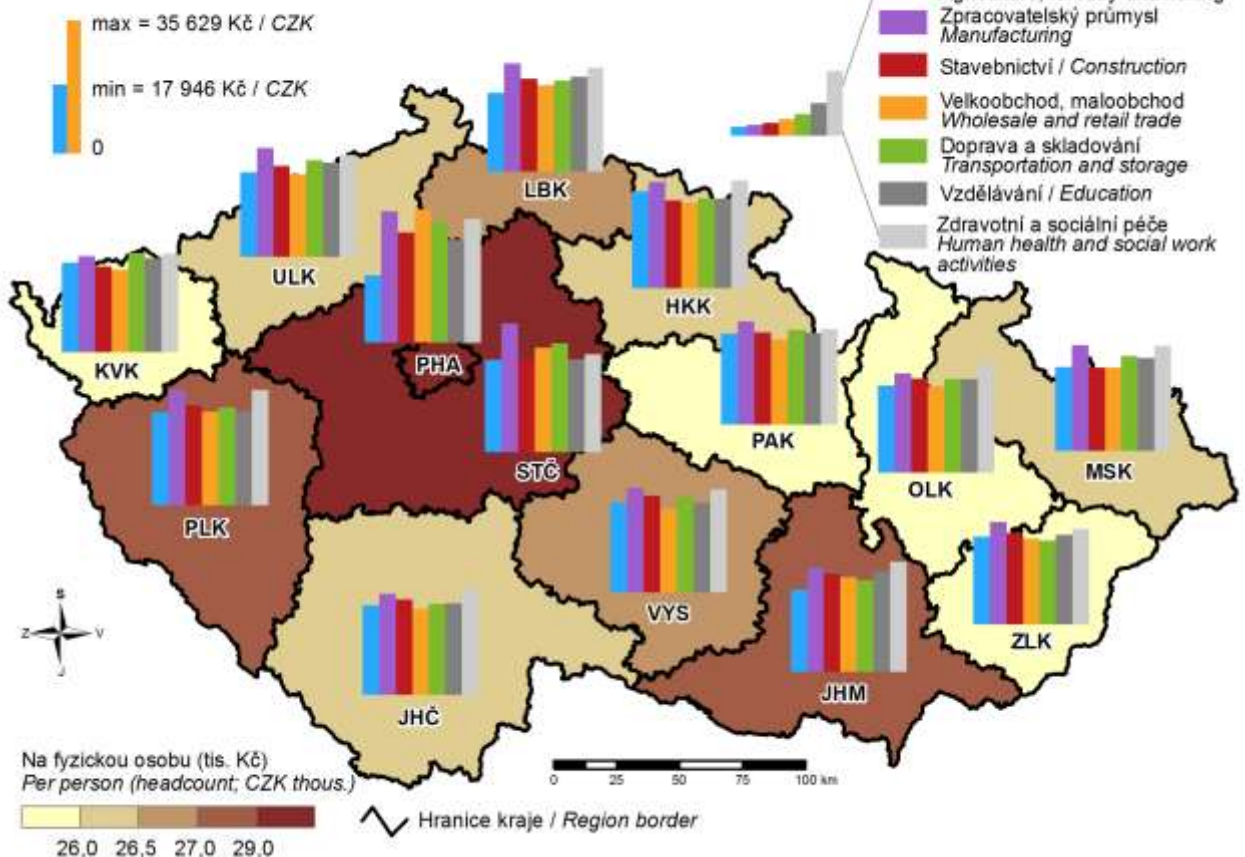 max = 35 629 Kč / CZK
min = 17 946 Kč / CZK
0
Zpracovatelský průmysl
Manufacturing
Stavebnictví / Construction
Velkoobchod, maloobchod
Wholesale and retail trade
Doprava a skladování
Transportation and storage
Vzdělávání / Education
Zdravotní a sociální péče
Human health and social work
activities
LBK
ULK
HKK
KVK
PHA
PAK
STČ
OLK
MSK
PLK
VYS
ZLK
JHM
JHČ
S
Z
V
J
Na fyzickou osobu (tis. Kč)
Per person (headcount; CZK thous.)
26,0 26,5 27,0 29,0
0 25 50 75 100 km
Hranice kraje / Region border